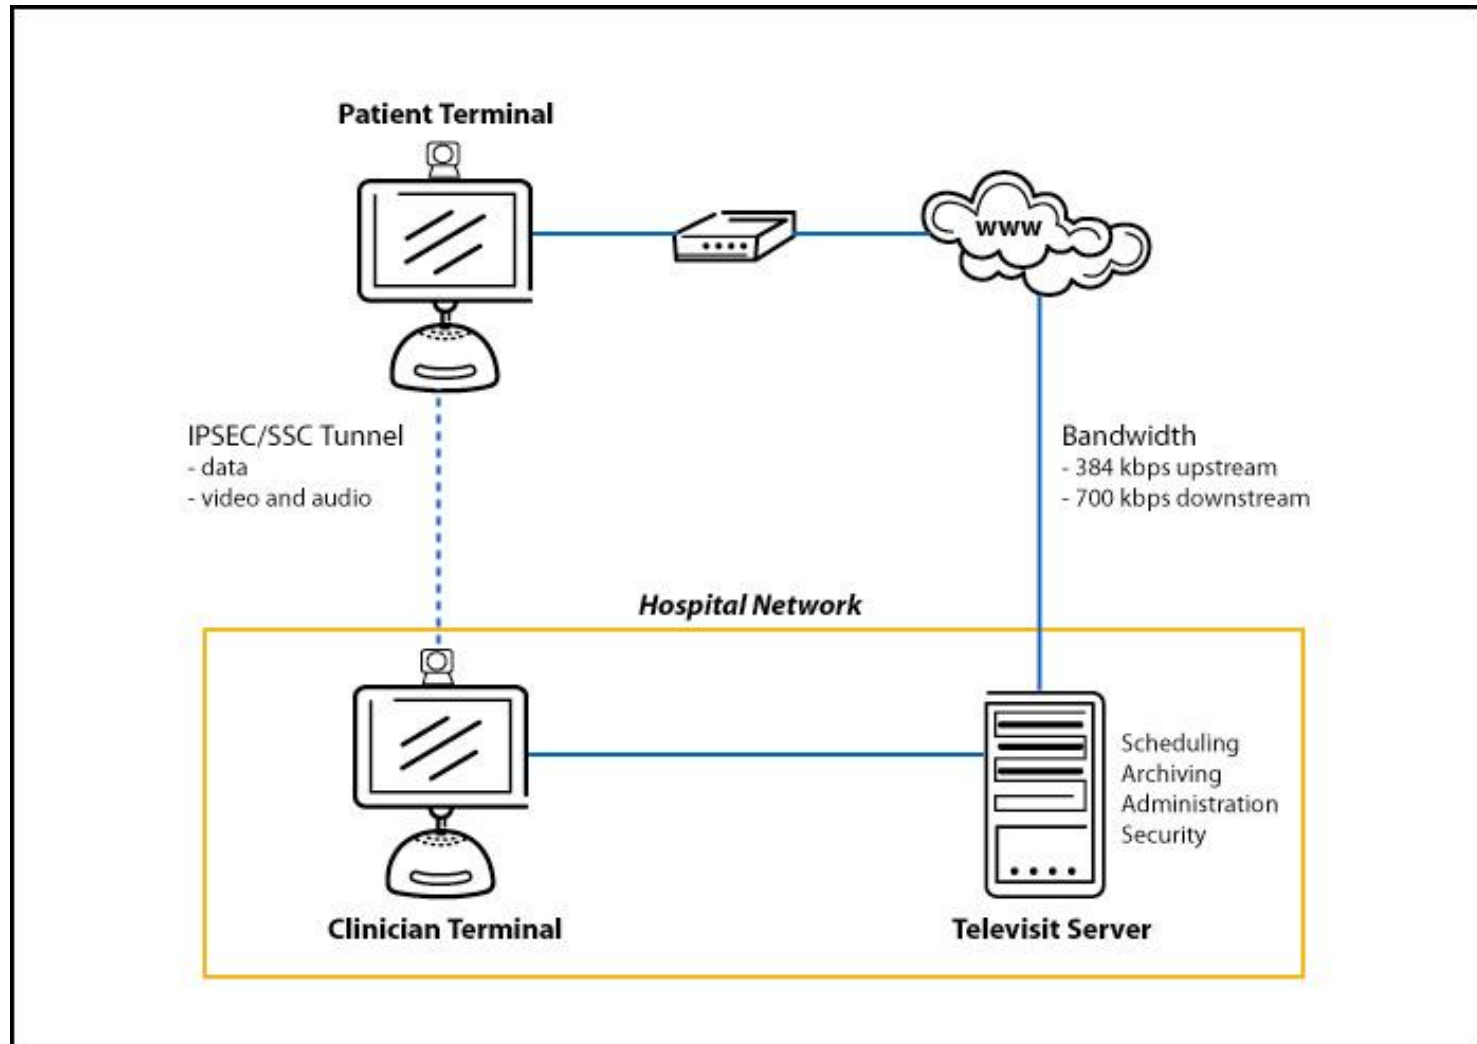 Patient Terminal
www
IPSEC/SSC Tunnel
- data
- video and audio
Bandwidth
- 384 kbps upstream
- 700 kbps downstream
Hospital Network
Scheduling
Archiving
Administration
Security
Clinician Terminal
Televisit Server